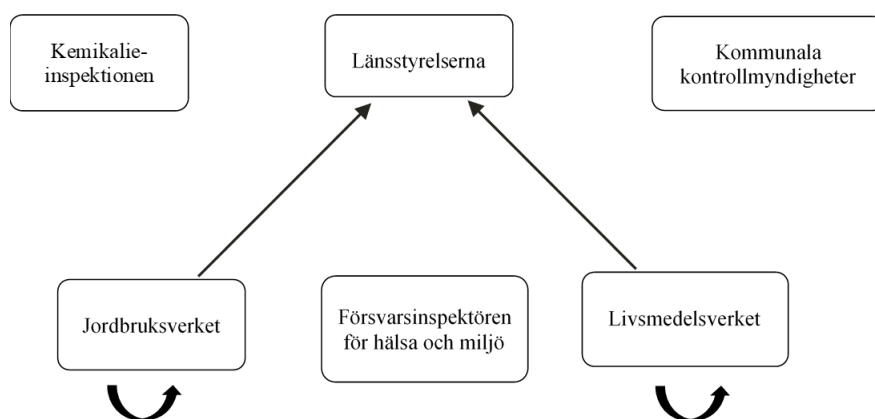 Kemikalie-
inspektionen
Länsstyrelserna
Kommunala
kontrollmyndigheter
Jordbruksverket
Försvarsinspektören
för hälsa och miljö
Livsmedelsverket